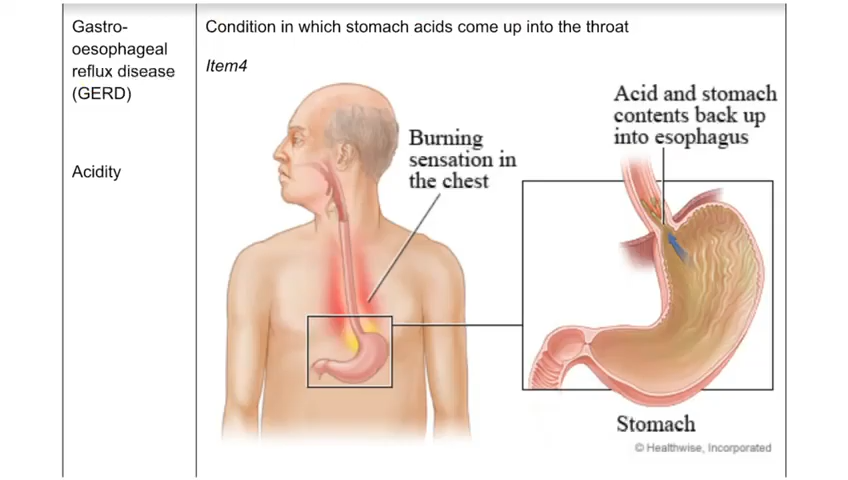 Gastro-
oesophageal
reflux disease
(GERD)
Acidity
Condition in which stomach acids come up into the throat
Item4
Burning
sensation in
the chest
Acid and stomach
contents back up
into esophagus
Stomach
© Healthwise, Incorporated